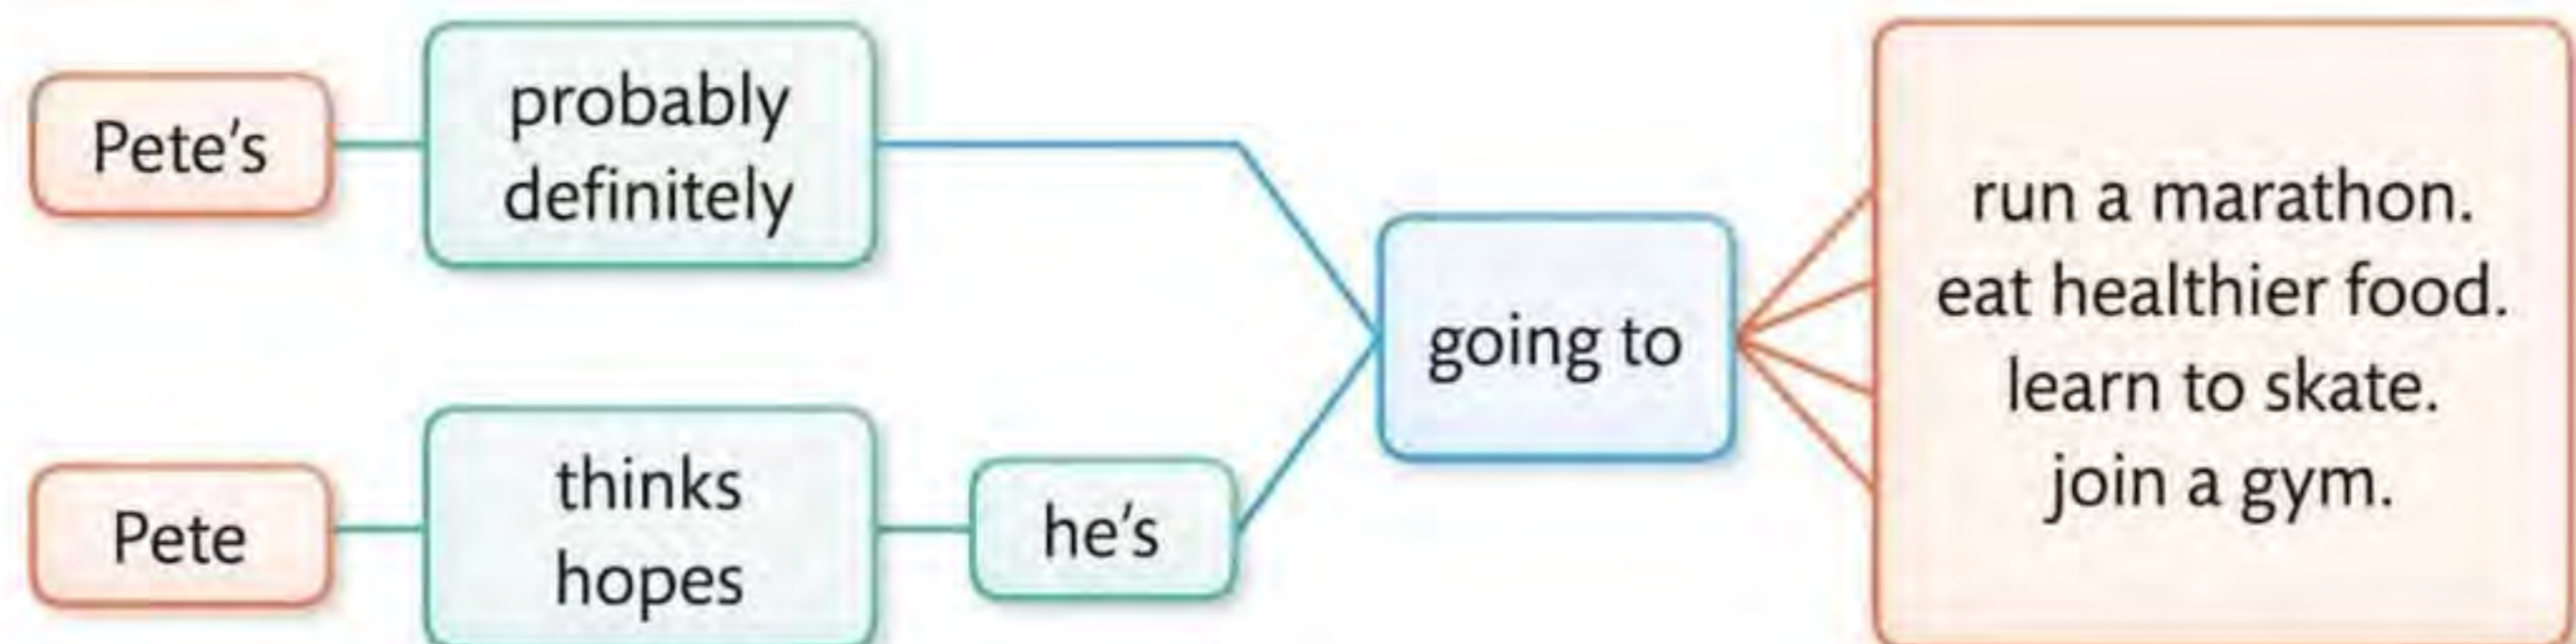 Pete's
probably
definitely
Pete
thinks
hopes
he's
going to
run a marathon.
eat healthier food.
learn to skate.
join a gym.